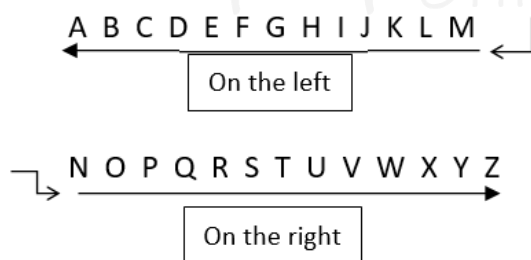 A B C D E F G H I J K L M
On the left
N O P Q R S T U V W X Y Z
On the right